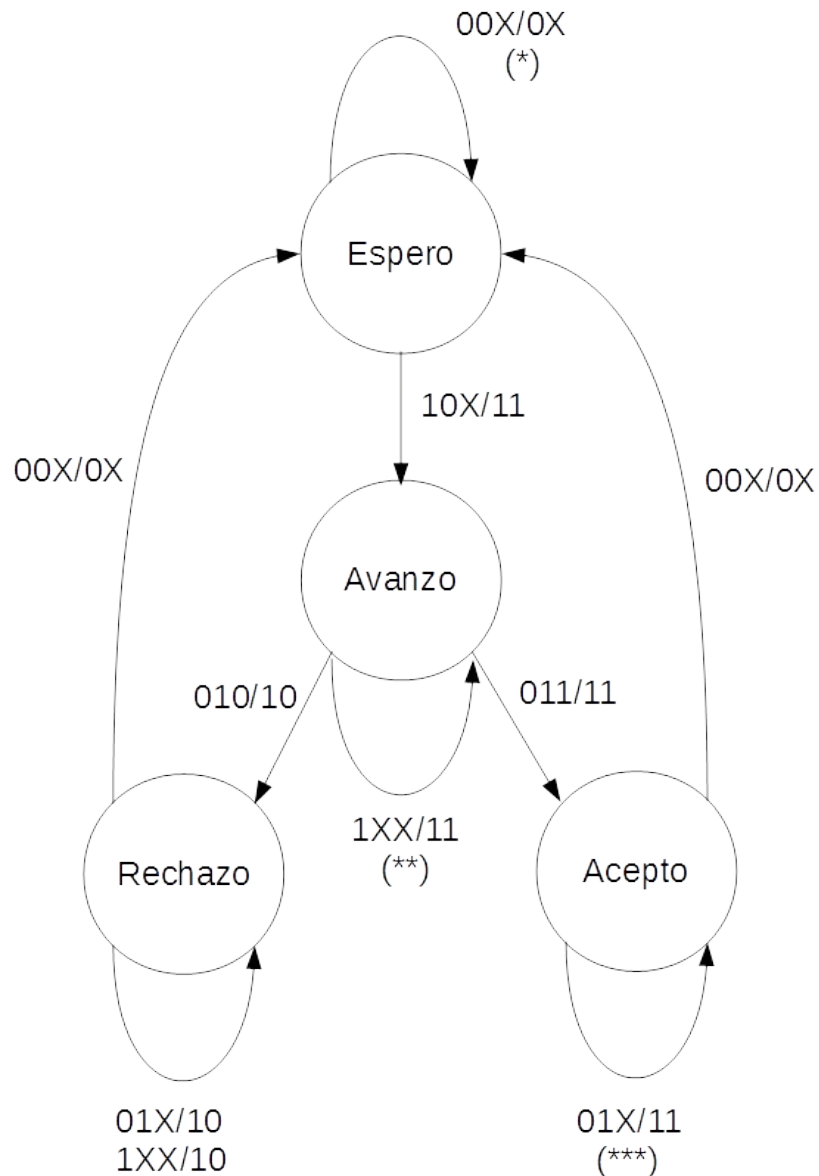 00X/0X
(*)
Espero
10X/11
00X/0X
00X/0X
Avanzo
010/10
011/11
1XX/11
(**)
Rechazo
Acepto
01X/10
1XX/10
01X/11
(***)